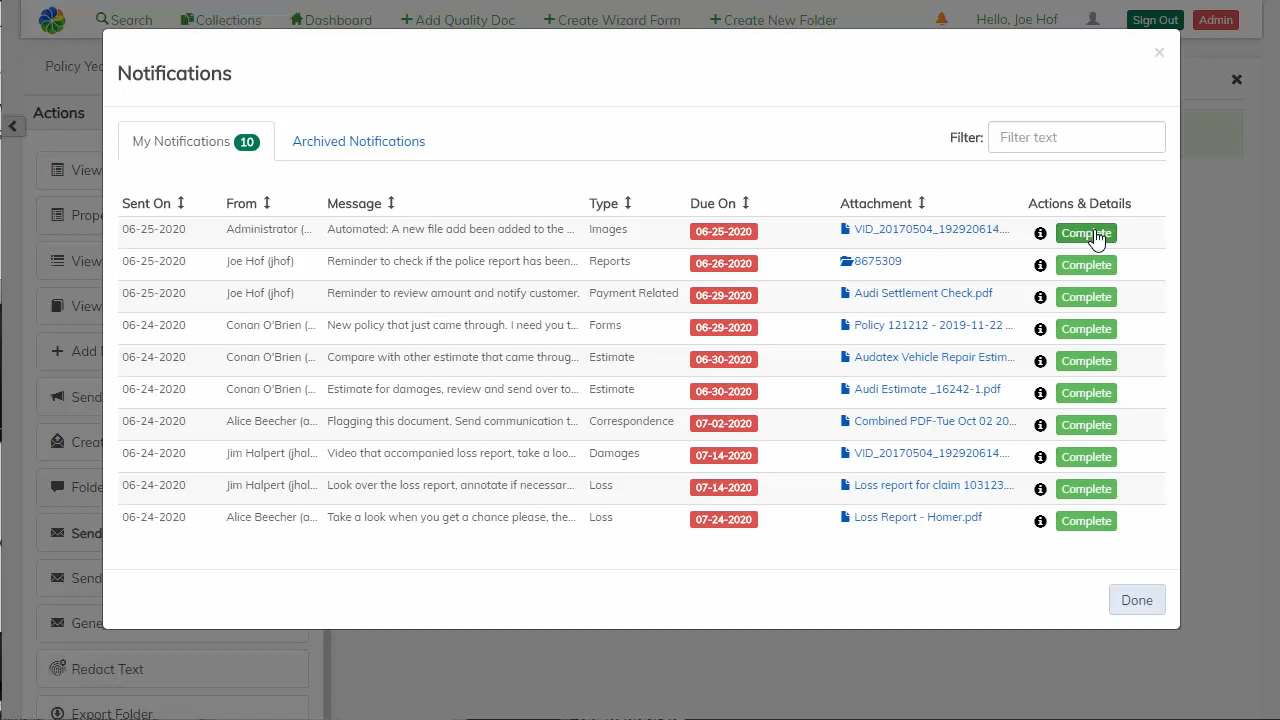 Search Collections Dashboard Add Quality Doc Create Wizard Form Create New Folder Hello, Joe Hof Sign Out Admin
Policy
Notifications ×
Actions
My Notifications 10 Archived Notifications Filter: Filter text
View
Sent On From Message Type Due On Attachment Actions & Details
06-25-2020 Administrator (... Automated: A new file add been added to the ... Images 06-25-2020 VID_20170504_192920614.... Complete
06-25-2020 Joe Hof (jhof) Reminder to check if the police report has been... Reports 06-26-2020 8675309 Complete
06-25-2020 Joe Hof (jhof) Reminder to review amount and notify customer. Payment Related 06-29-2020 Audi Settlement Check.pdf Complete
06-24-2020 Conan O'Brien (... New policy that just came through. I need you t... Forms 06-29-2020 Policy 121212 - 2019-11-22 ... Complete
06-24-2020 Conan O'Brien (... Compare with other estimate that came throug... Estimate 06-30-2020 Audatex Vehicle Repair Estim... Complete
06-24-2020 Conan O'Brien (... Estimate for damages, review and send over to... Estimate 06-30-2020 Audi Estimate _16242-1.pdf Complete
06-24-2020 Alice Beecher (a... Flagging this document. Send communication t... Correspondence 07-02-2020 Combined PDF-Tue Oct 02 20... Complete
06-24-2020 Jim Halpert (jhal... Video that accompanied loss report, take a loo... Damages 07-14-2020 VID_20170504_192920614.... Complete
06-24-2020 Jim Halpert (jhal... Look over the loss report, annotate if necessar... Loss 07-14-2020 Loss report for claim 103123.... Complete
06-24-2020 Alice Beecher (a... Take a look when you get a chance please, the... Loss 07-24-2020 Loss Report - Homer.pdf Complete
View
View
Add
Send
Folde
Send
Send
Done
Redact Text
Export Folder